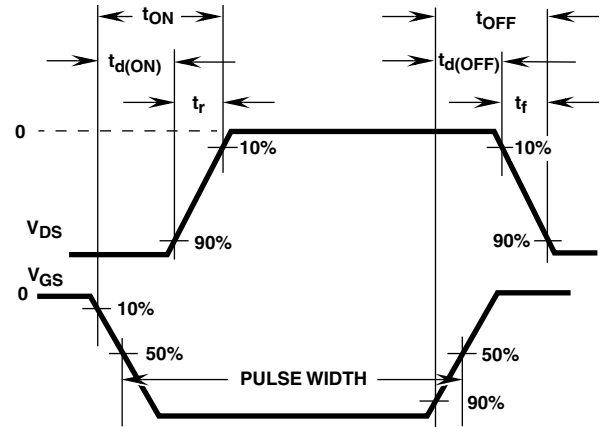 tON
tOFF
td(ON)
td(OFF)
tr
tf
0
10%
10%
VDS
90%
90%
VGS
0
10%
50%
50%
PULSE WIDTH
90%